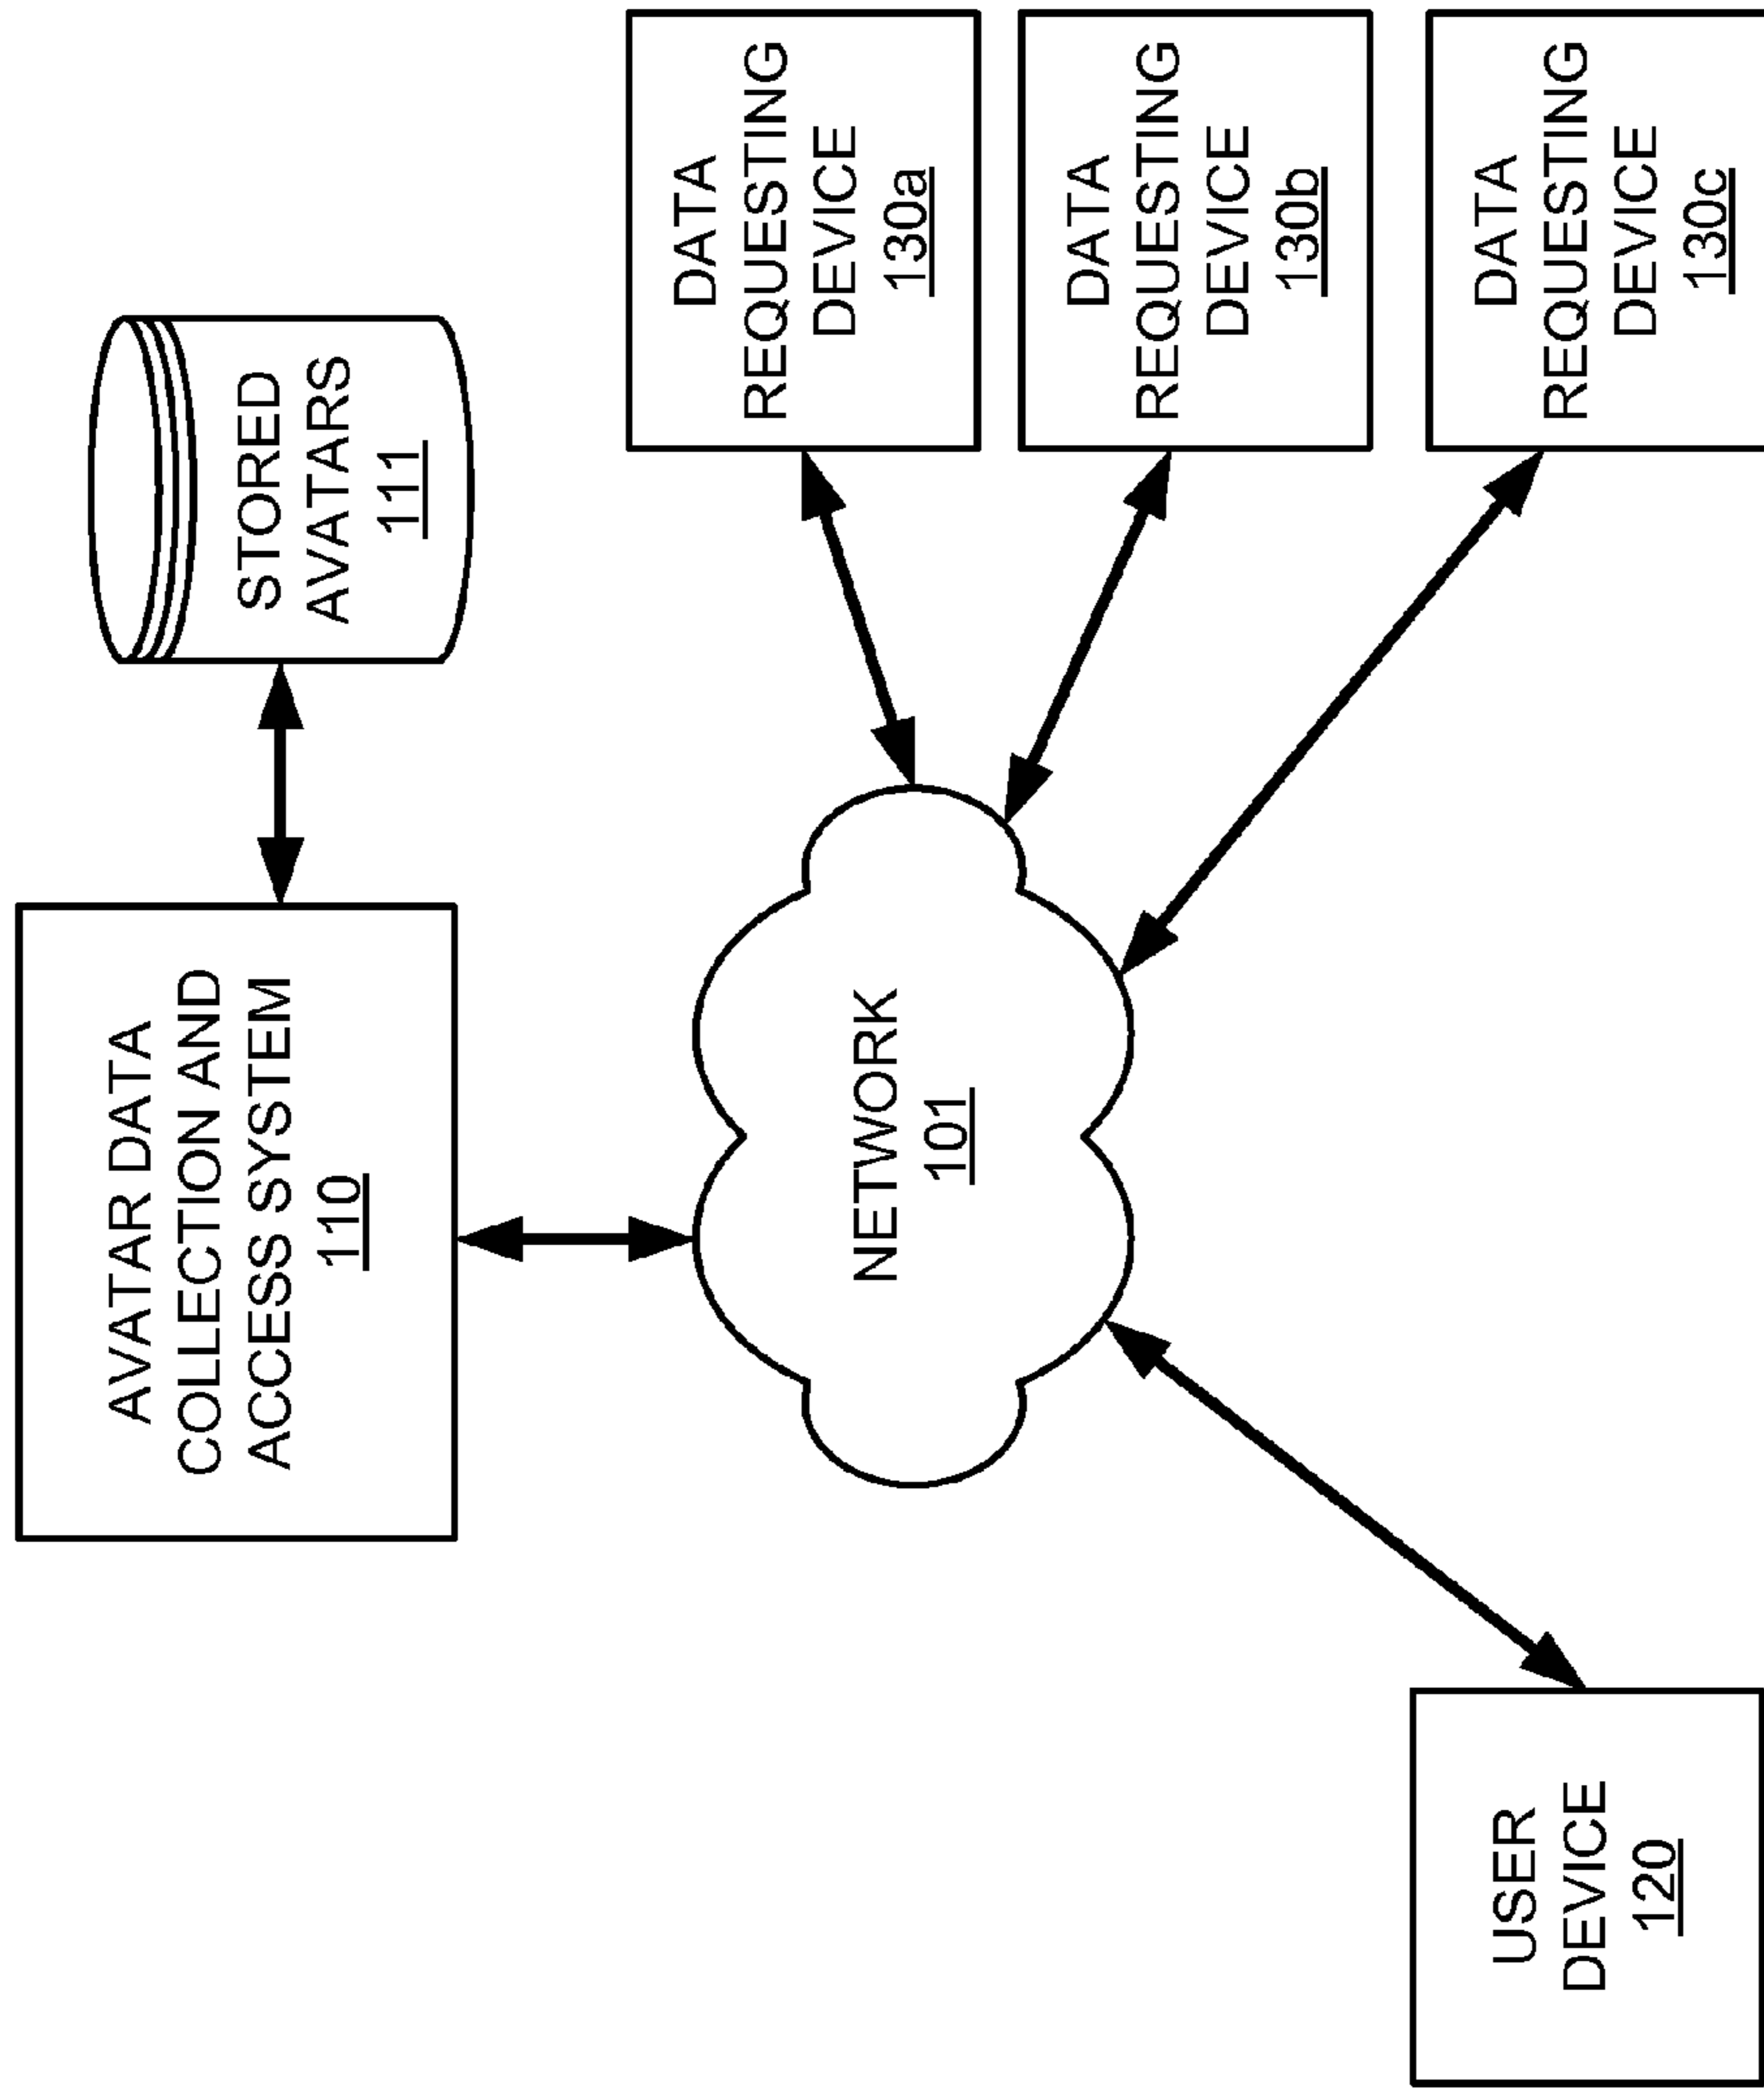 AVATAR DATA
COLLECTION AND
ACCESS SYSTEM
110
STORED
AVATARS
111
NETWORK
101
DATA
REQUESTING
DEVICE
130a
DATA
REQUESTING
DEVICE
130b
DATA
REQUESTING
DEVICE
130c
USER
DEVICE
120